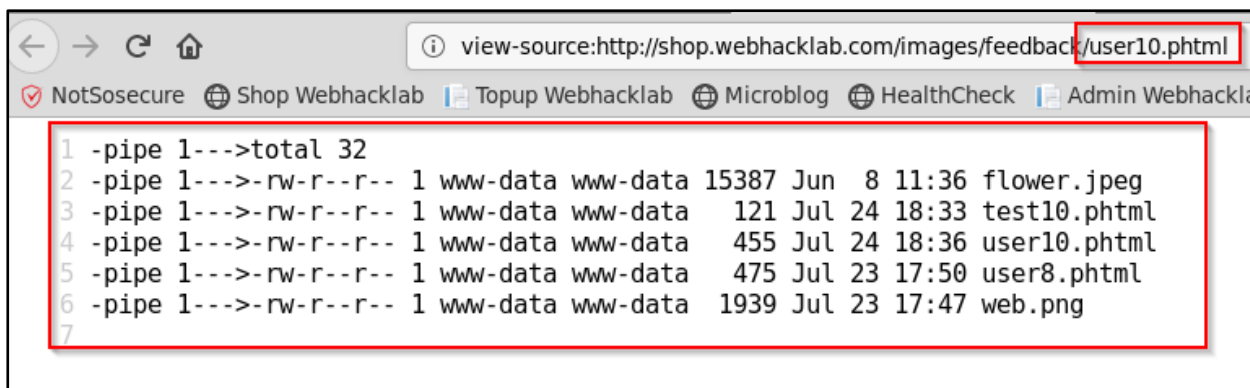 view-source:http://shop.webhacklab.com/images/feedback/user10.phtml
NotSosecure Shop Webhacklab Topup Webhacklab Microblog HealthCheck Admin Webhackla
1 -pipe 1--->total 32
2 -pipe 1--->-rw-r--r-- 1 www-data www-data 15387 Jun  8 11:36 flower.jpeg
3 -pipe 1--->-rw-r--r-- 1 www-data www-data   121 Jul 24 18:33 test10.phtml
4 -pipe 1--->-rw-r--r-- 1 www-data www-data   455 Jul 24 18:36 user10.phtml
5 -pipe 1--->-rw-r--r-- 1 www-data www-data   475 Jul 23 17:50 user8.phtml
6 -pipe 1--->-rw-r--r-- 1 www-data www-data  1939 Jul 23 17:47 web.png
7